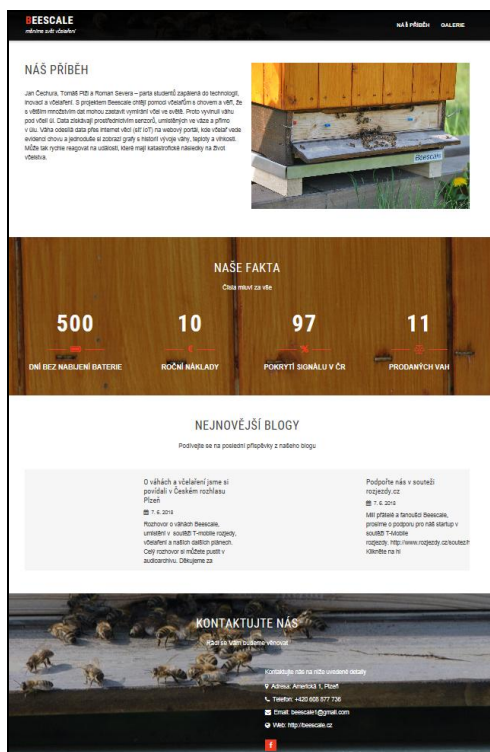 BEESCALE
měníme svět včelaření
NÁŠ PŘÍBĚH GALERIE
NÁŠ PŘÍBĚH
Jan Čechura, Tomáš Pitzl a Roman Severa – parta studentů zapálená do technologií,
inovací a včelaření. S projektem Beescale chtějí pomoci včelařům s chovem a věří, že
s větším množstvím dat mohou zastavit vymírání včel ve světě. Proto vyvinuli váhu
pod včelí úl. Data získávají prostřednictvím senzorů, umístěných ve váze a přímo
v úlu. Váha odesílá data přes internet věcí (síť IoT) na webový portál, kde včelař vede
evidenci chovu a jednoduše si zobrazí grafy s historií vývoje váhy, teploty a vlhkosti.
Může tak rychle reagovat na události, které mají katastrofické následky na život
včelstva.
Beescale
NAŠE FAKTA
Čísla mluví za vše
500 10 97 11
DNÍ BEZ NABÍJENÍ BATERIE ROČNÍ NÁKLADY POKRYTÍ SIGNÁLU V ČR PRODANÝCH VAH
NEJNOVĚJŠÍ BLOGY
Podívejte se na poslední příspěvky z našeho blogu
O váhách a včelaření jsme si
povídali v Českém rozhlasu
Plzeň
7. 6. 2018
Rozhovor o váhách Beescale,
umístění v soutěži T-mobile rozjezdy,
včelaření a našich dalších plánech.
Celý rozhovor si můžete pustit v
audioarchivu. Děkujeme za
Podpořte nás v soutěži
rozjezdy.cz
7. 6. 2018
Milí přátelé a fanoušci Beescale,
prosíme o podporu pro náš startup v
soutěži T-Mobile
rozjezdy. http://www.rozjezdy.cz/soutez/h
Klikněte na hl
KONTAKTUJTE NÁS
Rádi se Vám budeme věnovat
Kontaktujte nás na níže uvedené detaily
Adresa: Americká 1, Plzeň
Telefon: +420 608 877 736
Email: beescale1@gmail.com
Web: http://beescale.cz
f